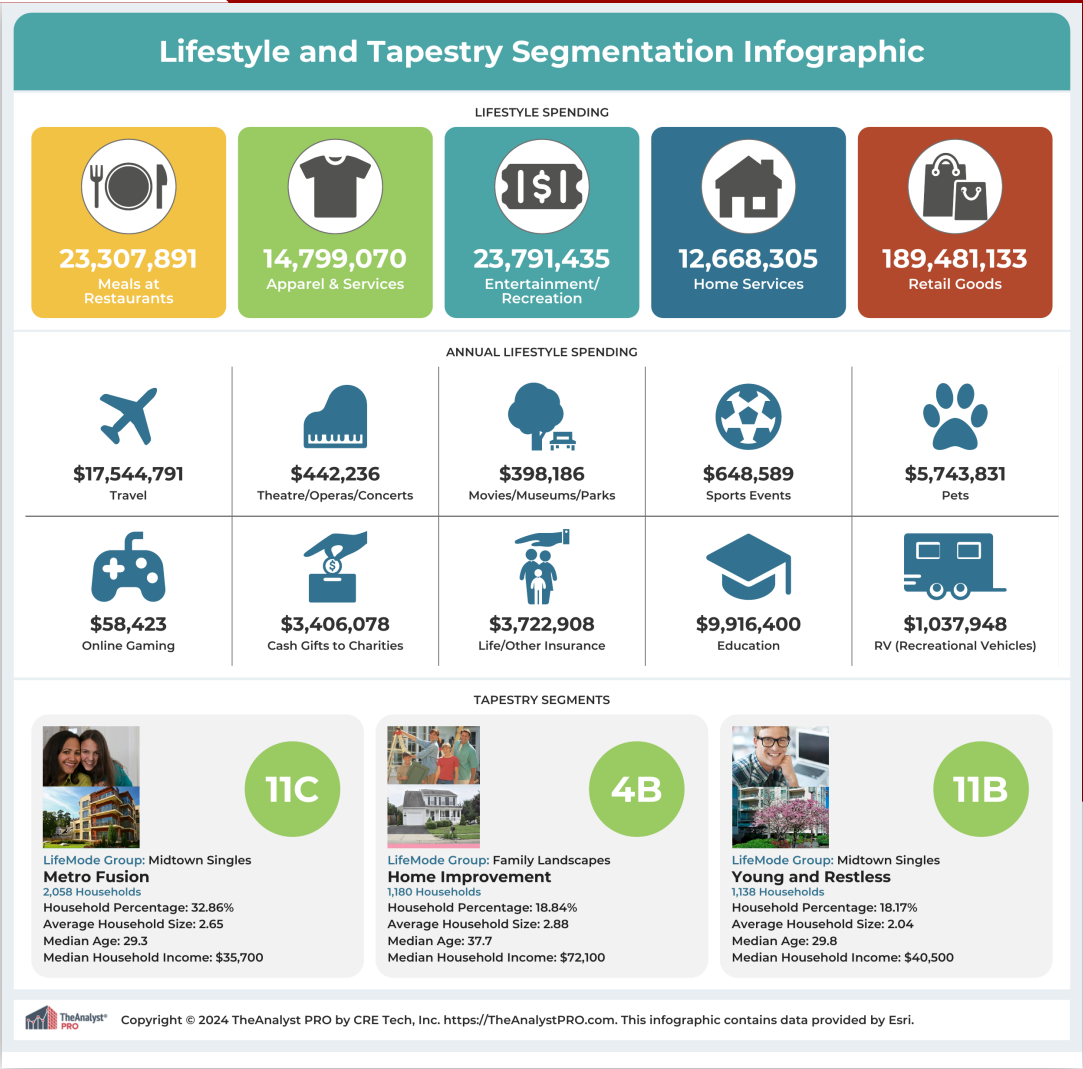 Lifestyle and Tapestry Segmentation Infographic
LIFESTYLE SPENDING
23,307,891
Meals at
Restaurants
14,799,070
Apparel & Services
$
23,791,435
Entertainment/
Recreation
12,668,305
Home Services
189,481,133
Retail Goods
ANNUAL LIFESTYLE SPENDING
$17,544,791
Travel
$442,236
Theatre/Operas/Concerts
$398,186
Movies/Museums/Parks
$648,589
Sports Events
$5,743,831
Pets
$58,423
Online Gaming
$
$3,406,078
Cash Gifts to Charities
$3,722,908
Life/Other Insurance
$9,916,400
Education
$1,037,948
RV (Recreational Vehicles)
TAPESTRY SEGMENTS
11C
LifeMode Group: Midtown Singles
Metro Fusion
2,058 Households
Household Percentage: 32.86%
Average Household Size: 2.65
Median Age: 29.3
Median Household Income: $35,700
4B
LifeMode Group: Family Landscapes
Home Improvement
1,180 Households
Household Percentage: 18.84%
Average Household Size: 2.88
Median Age: 37.7
Median Household Income: $72,100
11B
LifeMode Group: Midtown Singles
Young and Restless
1,138 Households
Household Percentage: 18.17%
Average Household Size: 2.04
Median Age: 29.8
Median Household Income: $40,500
TheAnalyst®
PRO
Copyright © 2024 TheAnalyst PRO by CRE Tech, Inc. https://TheAnalystPRO.com. This infographic contains data provided by Esri.